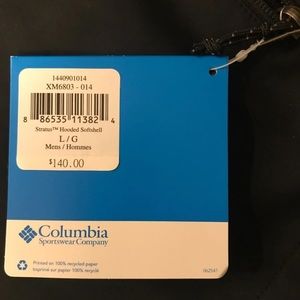 1440901014
XM6803 - 014
8 86535 11382 4
Stratus™ Hooded Softshell
L / G
Mens / Hommes
$140.00
Columbia
Sportswear Company
Printed on 100% recycled paper
Imprimé sur papier 100% recyclé